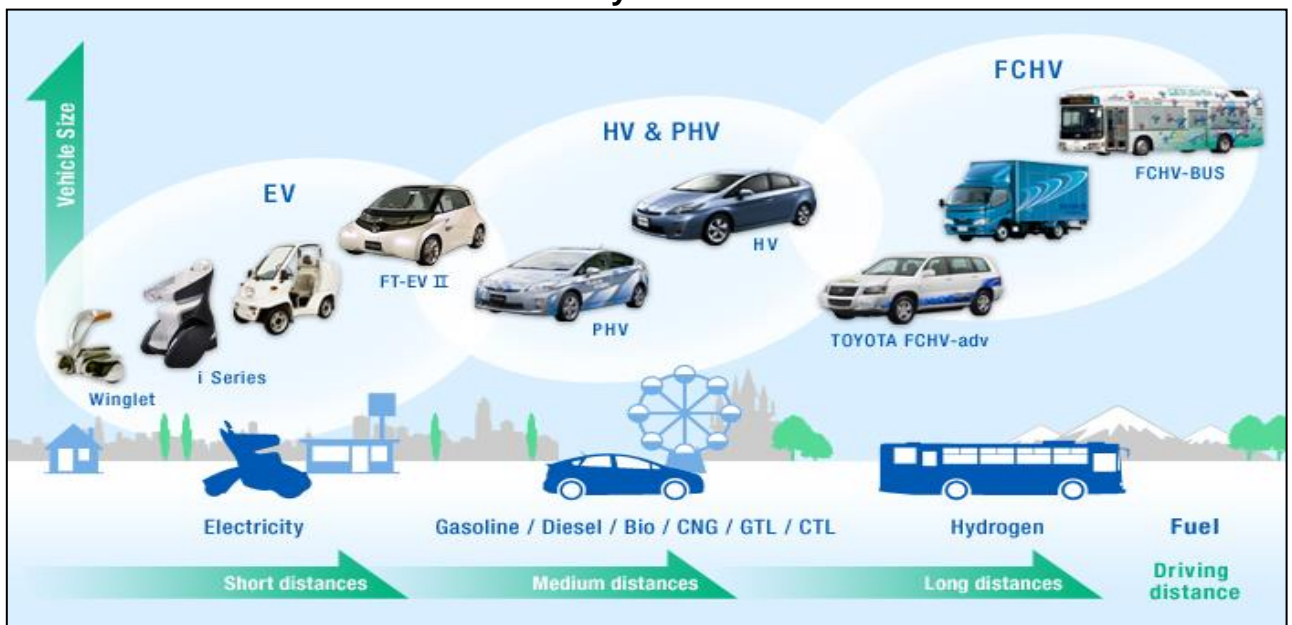 Vehicle Size
FCHV
HV & PHV
EV
FCHV-BUS
HV
FT-EV II
PHV
TOYOTA FCHV-adv
i Series
Winglet
Electricity
Gasoline / Diesel / Bio / CNG / GTL / CTL
Hydrogen
Fuel
Short distances
Medium distances
Long distances
Driving
distance